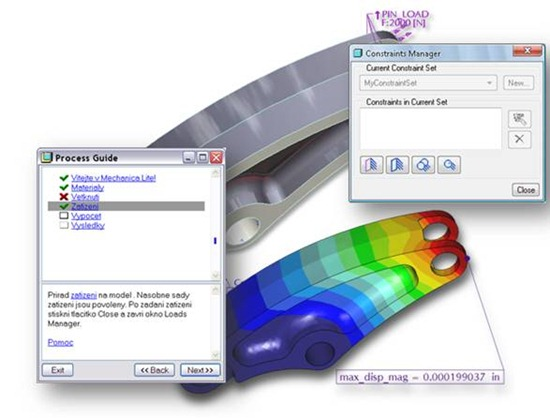 PIN_LOAD
F:2000 [N]
Constraints Manager
Current Constraint Set
MyConstraintSet
New...
Constraints in Current Set
Close
Process Guide
Vitejte v Mechanica Lite!
Materialy
Vetknuti
Zatizeni
Vypocet
Vysledky
Prirad zatizeni na model. Nasobne sady
zatizeni jsou povoleny. Po zadani zatizeni
stiskni tlacitko Close a zavri okno Loads
Manager.
Pomoc
Exit
<< Back
Next >>
max_disp_mag = 0.000199037 in